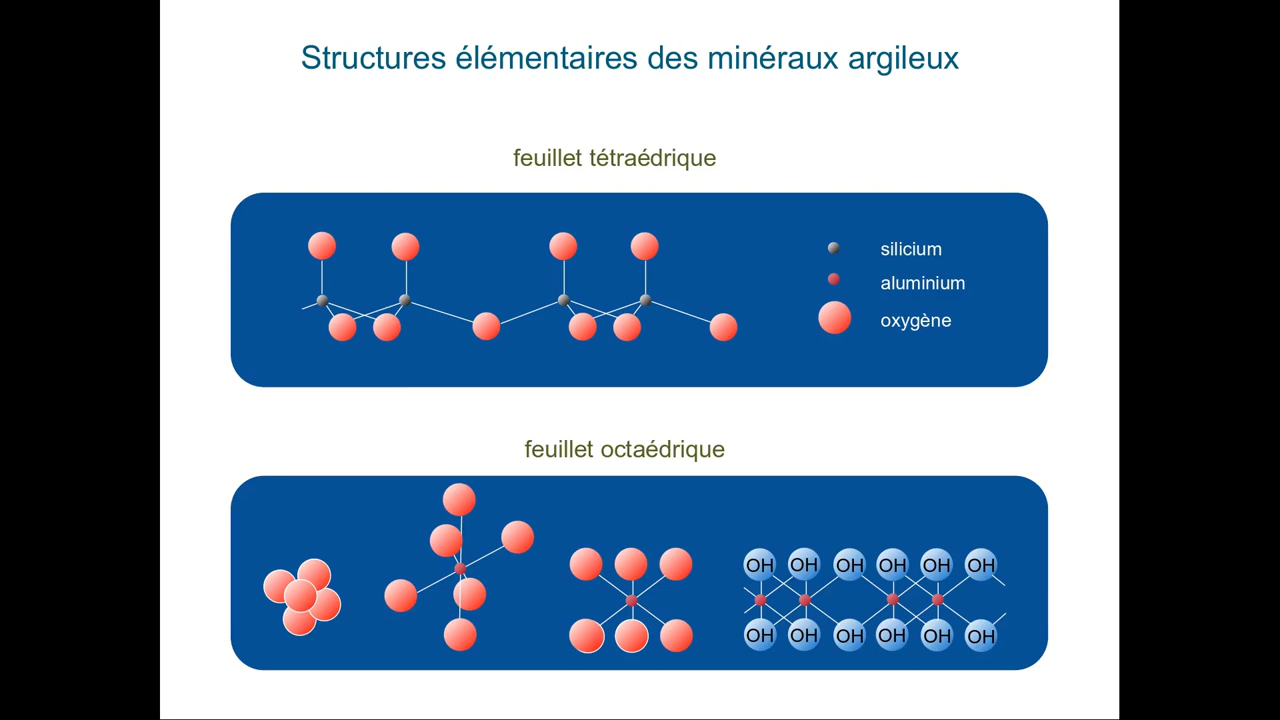 Structures élémentaires des minéraux argileux
feuillet tétraédrique
silicium
aluminium
oxygène
feuillet octaédrique
OH OH OH OH OH OH
OH OH OH OH OH OH